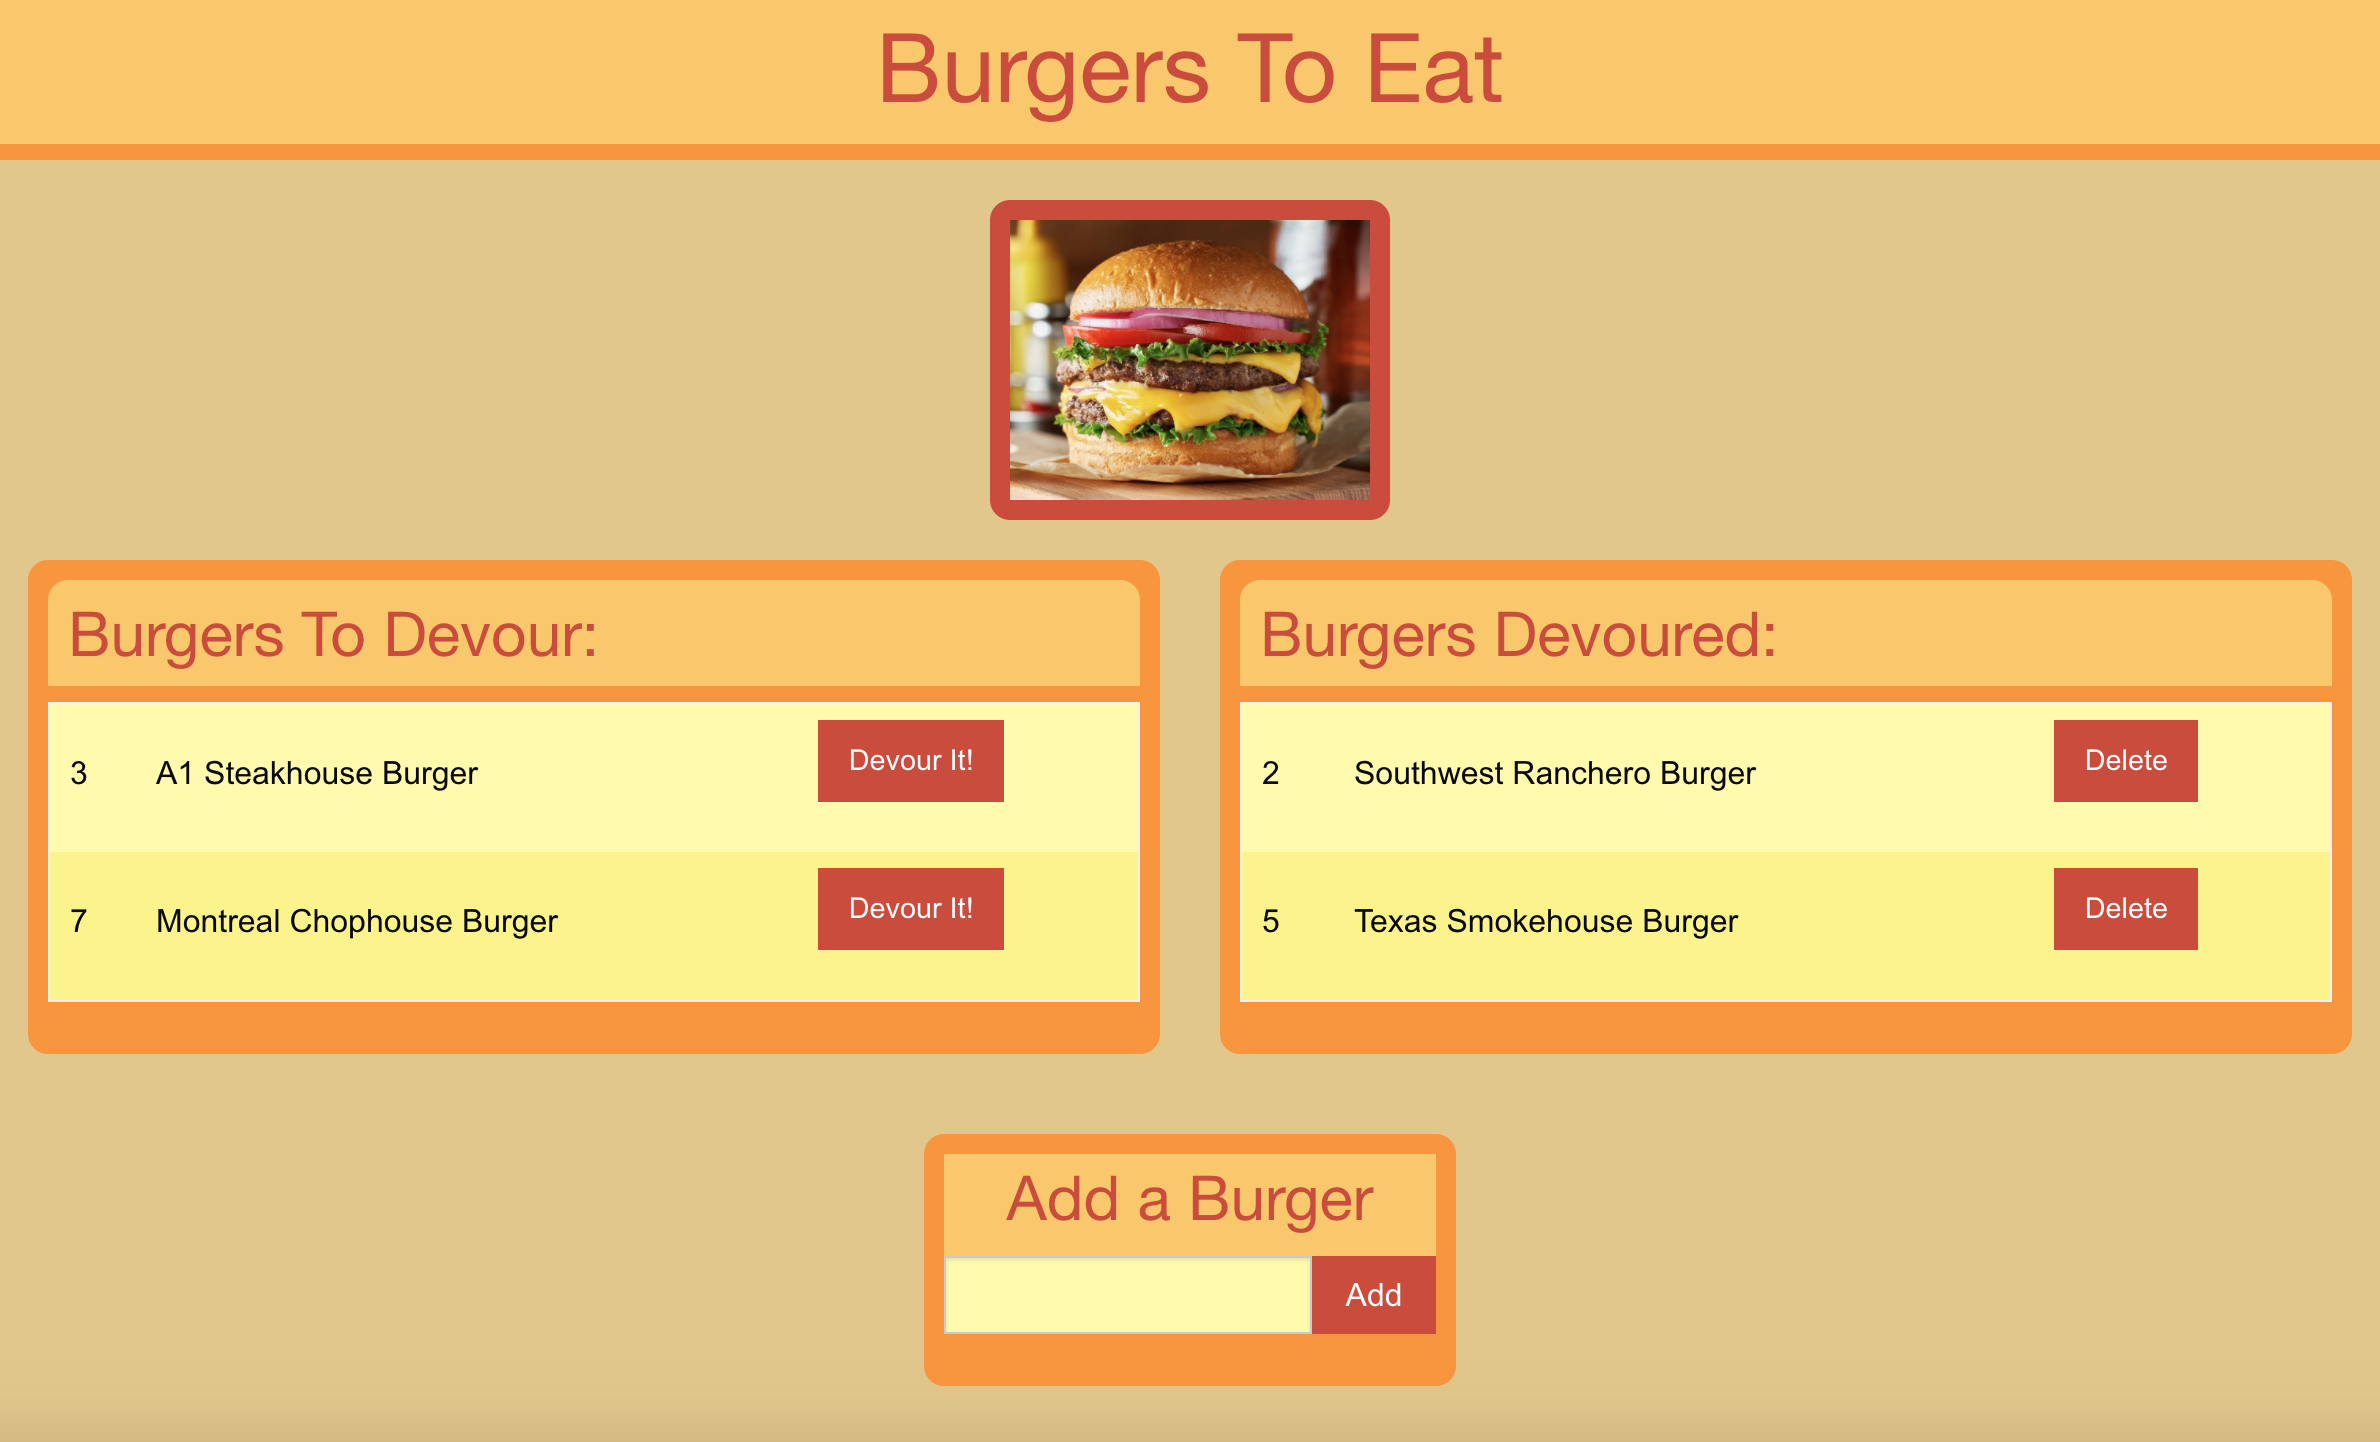 Burgers To Eat
Burgers To Devour:
3 A1 Steakhouse Burger Devour It!
7 Montreal Chophouse Burger Devour It!
Burgers Devoured:
2 Southwest Ranchero Burger Delete
5 Texas Smokehouse Burger Delete
Add a Burger
Add